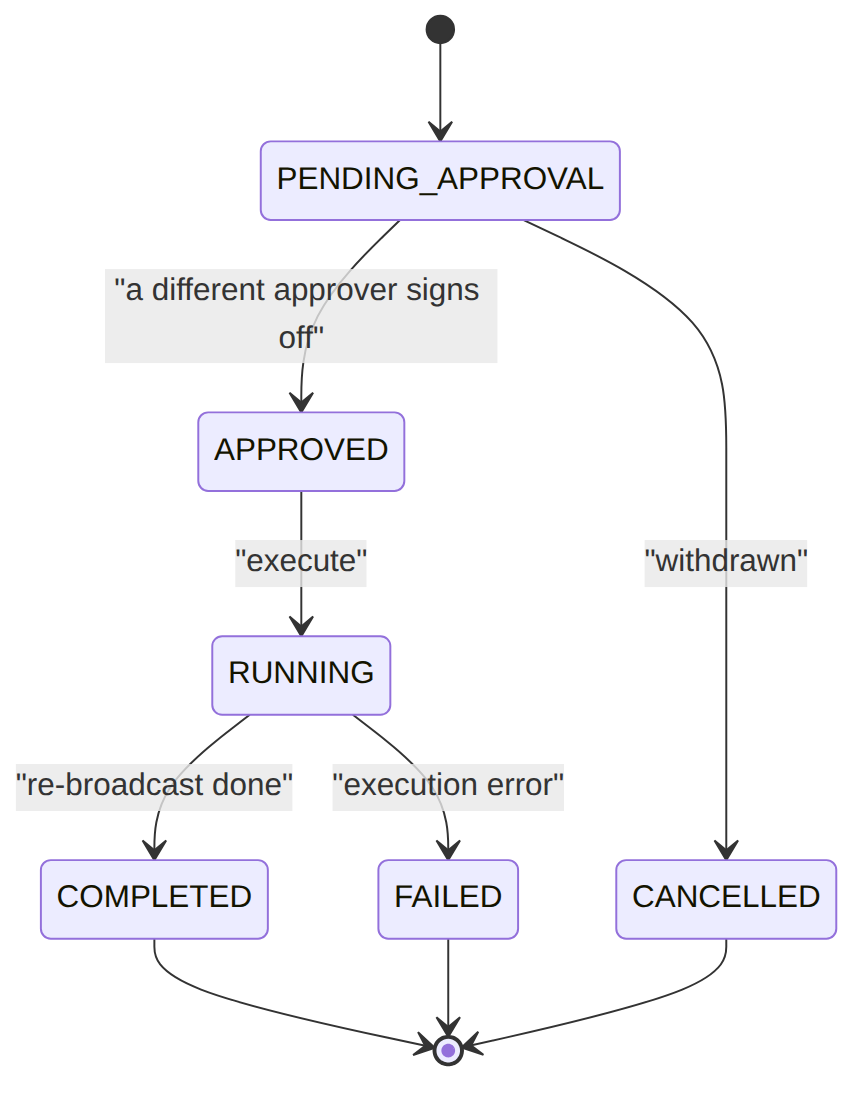 PENDING_APPROVAL
"a different approver signs
off"
APPROVED
"execute"
"withdrawn"
RUNNING
"re-broadcast done"
"execution error"
COMPLETED
FAILED
CANCELLED